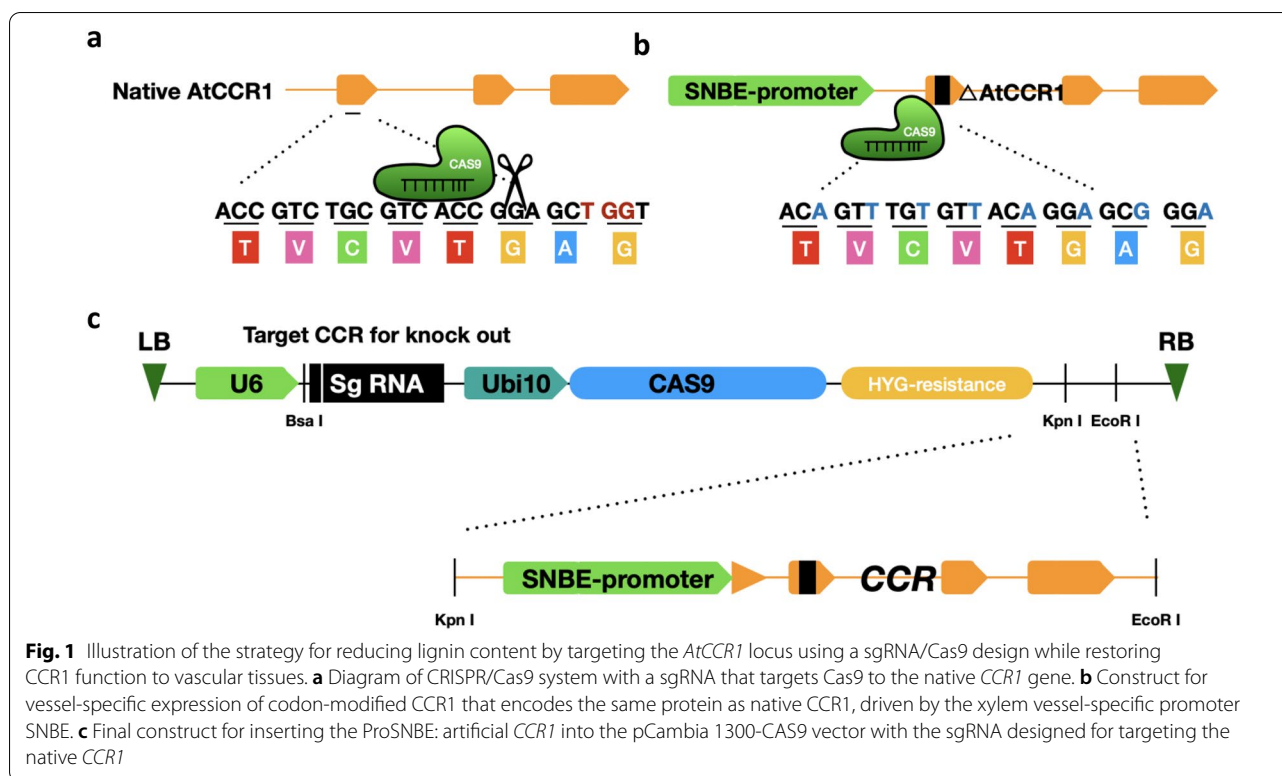 a
Native AtCCR1
CAS9
ACC GTC TGC GTC ACC GGA GCT GGT
T V C V T G A G
b
SNBE-promoter
△AtCCR1
CAS9
ACA GTT TGT GTT ACA GGA GCG GGA
T V C V T G A G
c
Target CCR for knock out
LB
RB
U6
Sg RNA
Ubi10
CAS9
HYG-resistance
Bsa I
Kpn I
EcoR I
SNBE-promoter
CCR
Kpn I
EcoR I
Fig. 1 Illustration of the strategy for reducing lignin content by targeting the AtCCR1 locus using a sgRNA/Cas9 design while restoring
CCR1 function to vascular tissues. a Diagram of CRISPR/Cas9 system with a sgRNA that targets Cas9 to the native CCR1 gene. b Construct for
vessel-specific expression of codon-modified CCR1 that encodes the same protein as native CCR1, driven by the xylem vessel-specific promoter
SNBE. c Final construct for inserting the ProSNBE: artificial CCR1 into the pCambia 1300-CAS9 vector with the sgRNA designed for targeting the
native CCR1